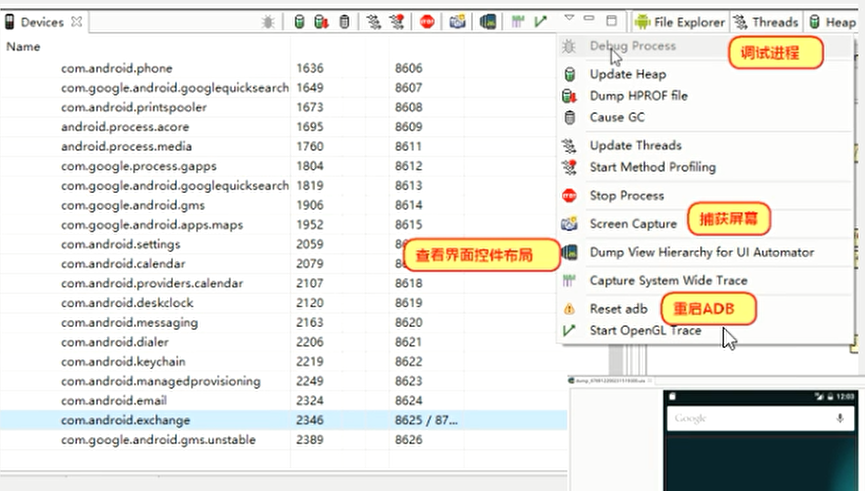 Devices
File Explorer
Threads
Heap
Name
com.android.phone 1636 8606
com.google.android.googlequicksearch 1649 8607
com.android.printspooler 1673 8608
android.process.acore 1695 8609
android.process.media 1760 8611
com.google.process.gapps 1804 8612
com.google.android.googlequicksearch 1819 8613
com.google.android.gms 1906 8614
com.google.android.apps.maps 1952 8615
com.android.settings 2059
com.android.calendar 2079
com.android.providers.calendar 2107 8618
com.android.deskclock 2120 8619
com.android.messaging 2163 8620
com.android.dialer 2206 8621
com.android.keychain 2219 8622
com.android.managedprovisioning 2249 8623
com.android.email 2324 8624
com.android.exchange 2346 8625 / 87...
com.google.android.gms.unstable 2389 8626
Debug Process
调试进程
Update Heap
Dump HPROF file
Cause GC
Update Threads
Start Method Profiling
Stop Process
Screen Capture
捕获屏幕
查看界面控件布局
Dump View Hierarchy for UI Automator
Capture System Wide Trace
Reset adb
重启ADB
Start OpenGL Trace
12:03
Google